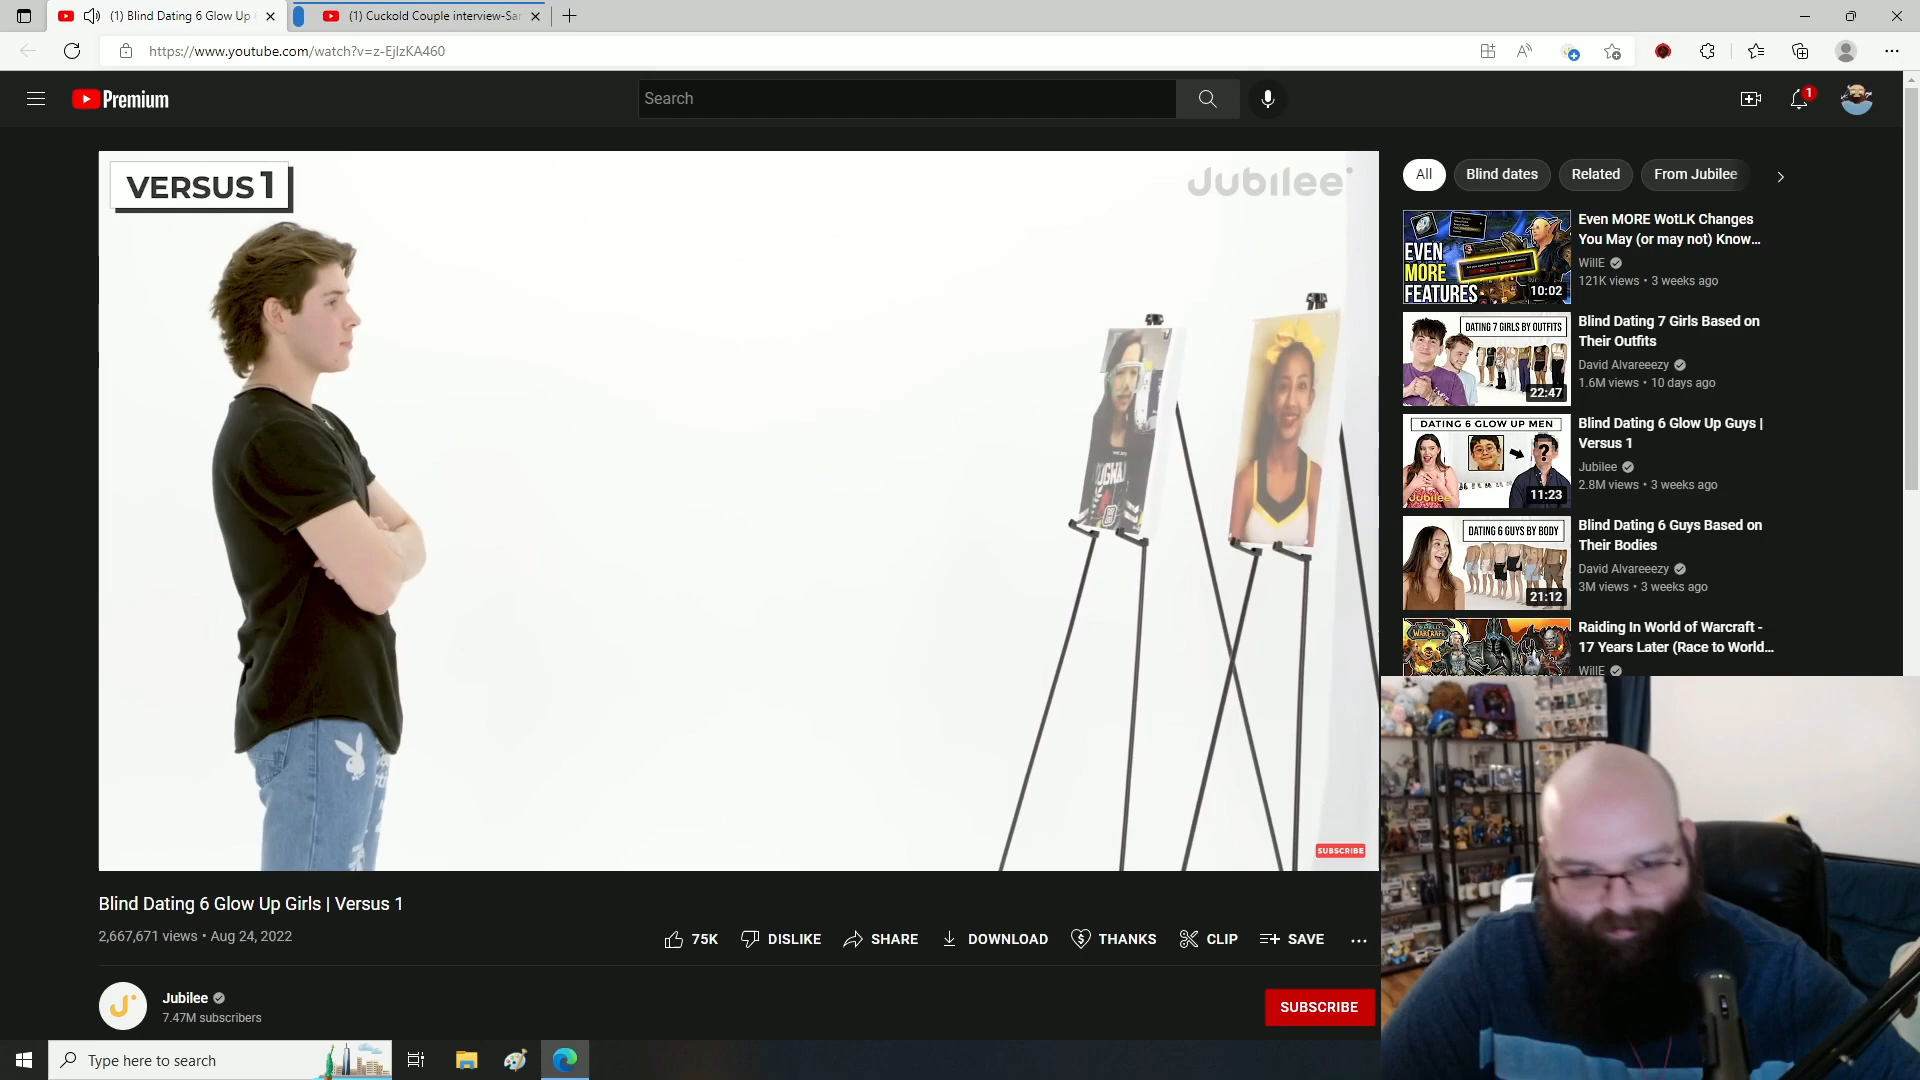 (1) Blind Dating 6 Glow Up
(1) Cuckold Couple interview-Sar
https://www.youtube.com/watch?v=z-EjlzKA460
Premium
Search
1
VERSUS 1
Jubilee
SUBSCRIBE
All
Blind dates
Related
From Jubilee
EVEN
MORE
FEATURES
10:02
Even MORE WotLK Changes
You May (or may not) Know...
WillE
121K views • 3 weeks ago
DATING 7 GIRLS BY OUTFITS
22:47
Blind Dating 7 Girls Based on
Their Outfits
David Alvareeezy
1.6M views • 10 days ago
DATING 6 GLOW UP MEN
?
Jubilee
11:23
Blind Dating 6 Glow Up Guys |
Versus 1
Jubilee
2.8M views • 3 weeks ago
DATING 6 GUYS BY BODY
21:12
Blind Dating 6 Guys Based on
Their Bodies
David Alvareeezy
3M views • 3 weeks ago
WARCRAFT
Raiding In World of Warcraft -
17 Years Later (Race to World...
WillE
Blind Dating 6 Glow Up Girls | Versus 1
2,667,671 views • Aug 24, 2022
75K
DISLIKE
SHARE
DOWNLOAD
THANKS
CLIP
SAVE
Jubilee
7.47M subscribers
SUBSCRIBE
Type here to search